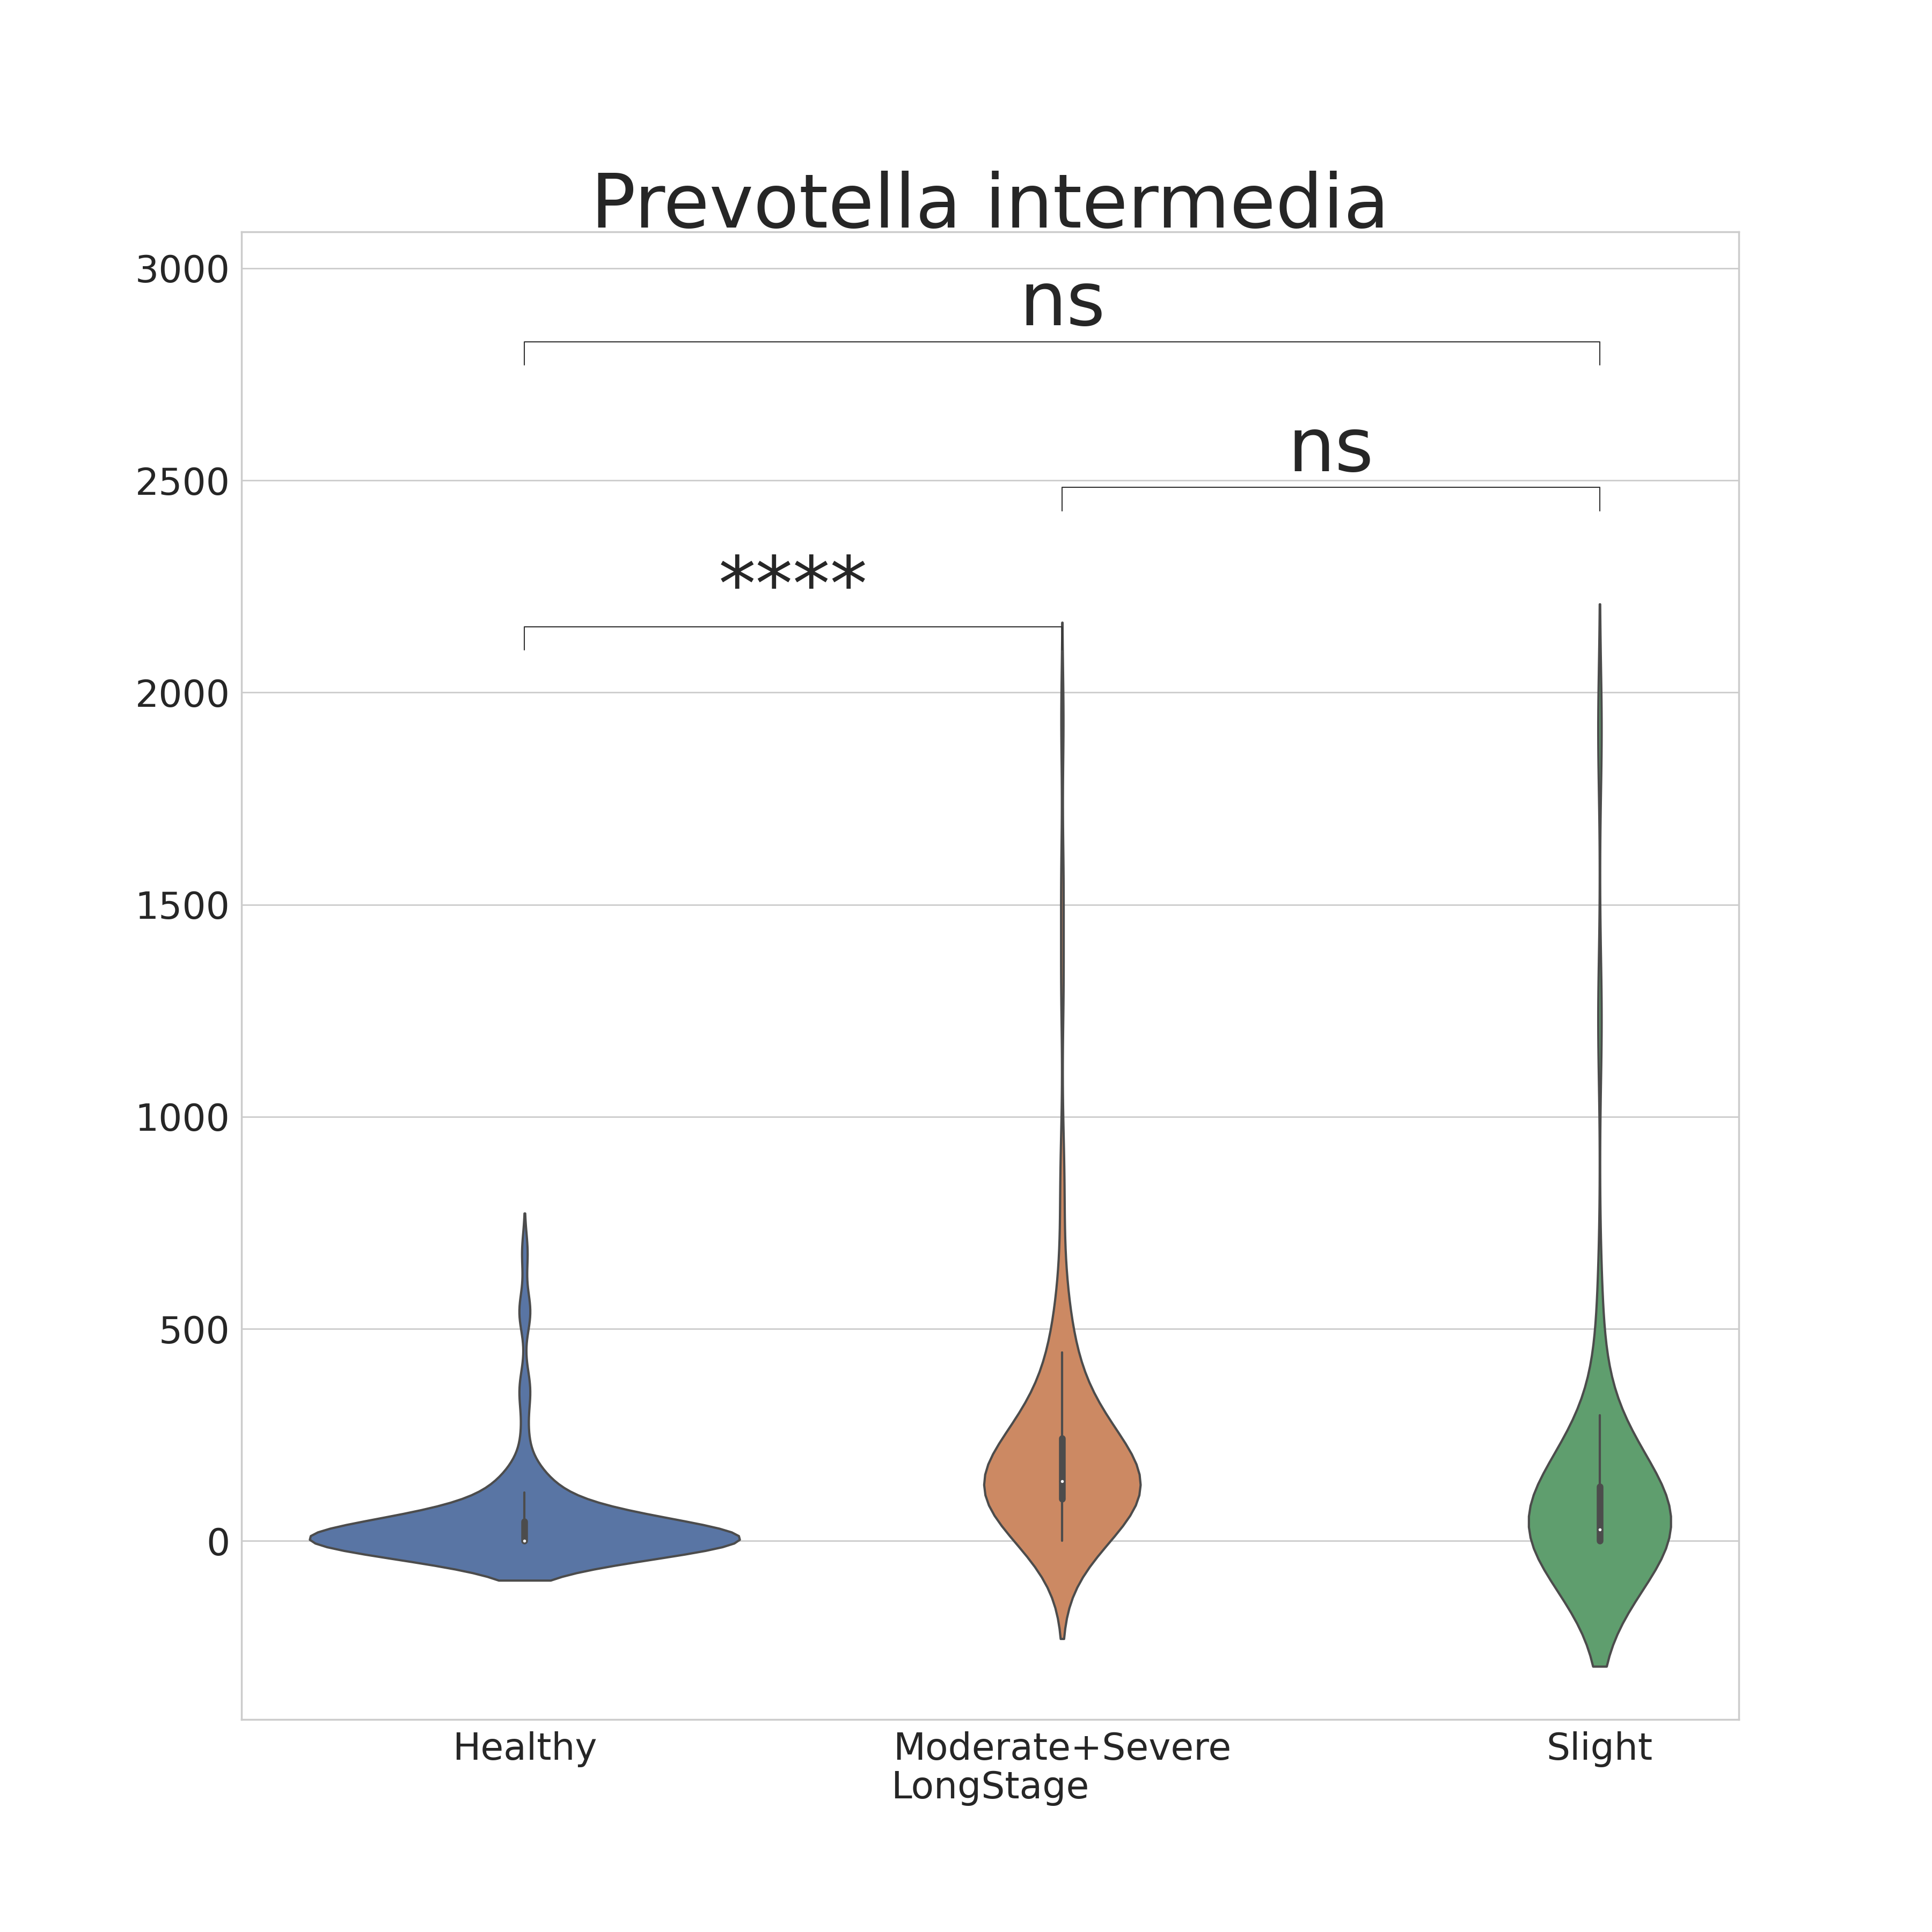 Prevotella intermedia
3000
ns
2500
ns
****
2000
1500
1000
500
0
Healthy Moderate+Severe Slight
LongStage